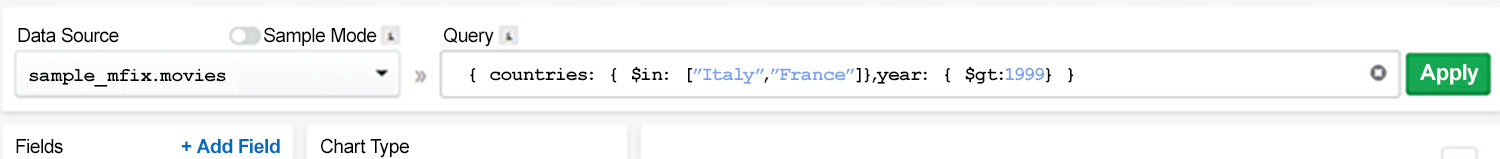 Data Source Sample Mode Query
sample_mfix.movies » { countries: { $in: ["Italy","France"]},year: { $gt:1999} } Apply
Fields + Add Field Chart Type